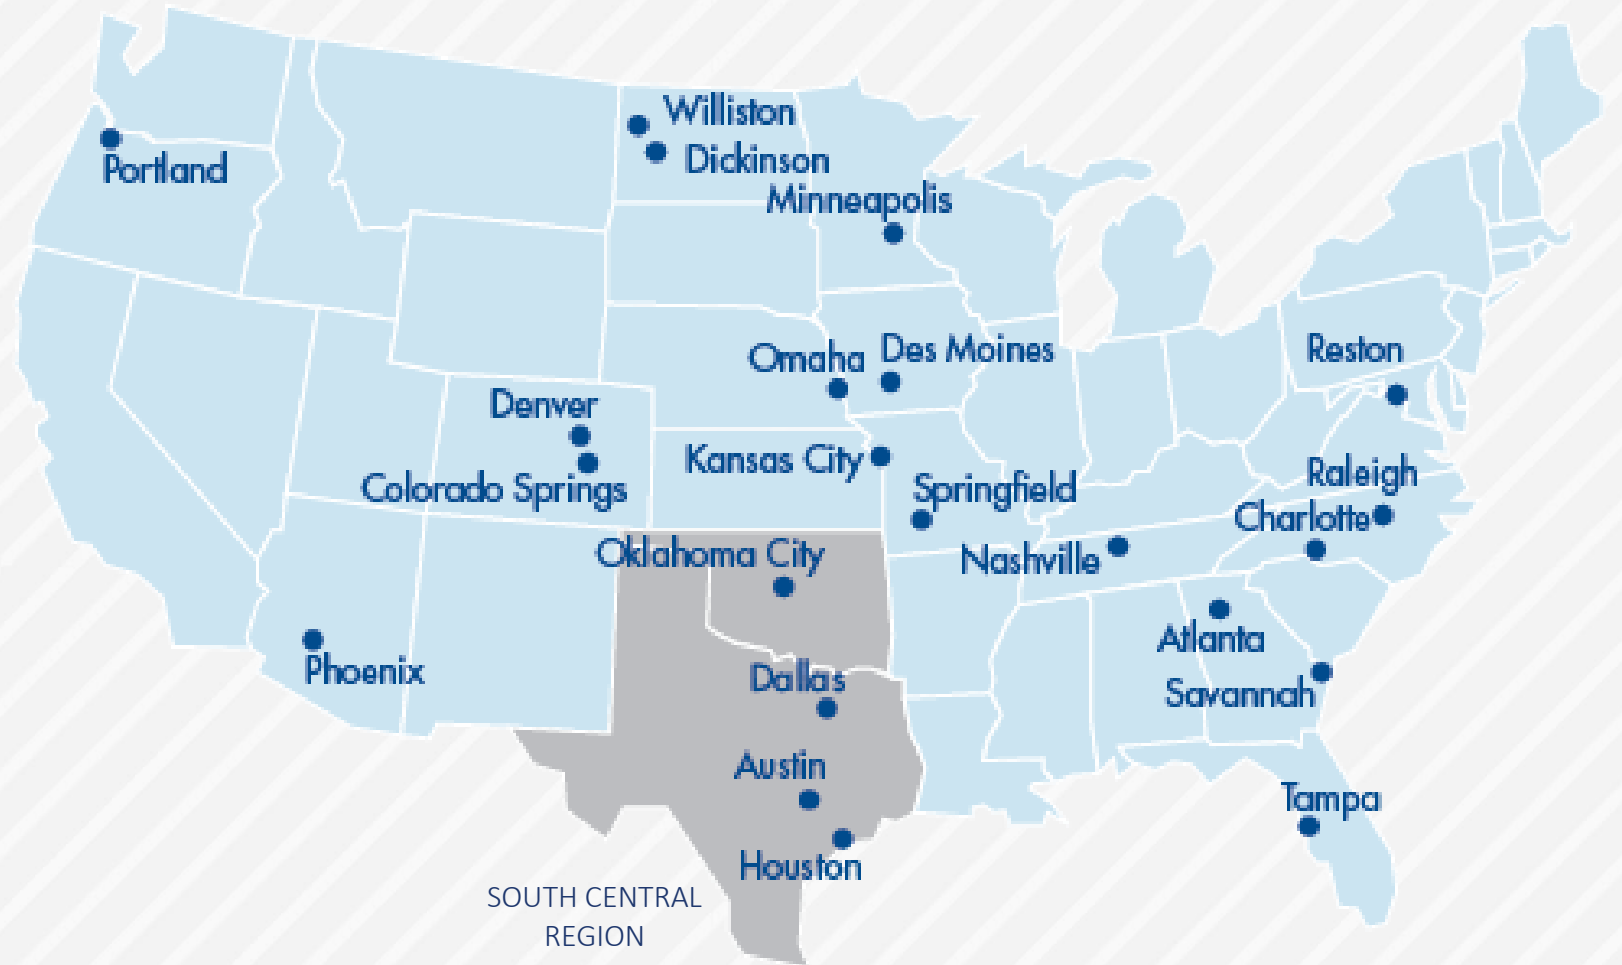 Williston
Portland
Dickinson
Minneapolis
Omaha
Des Moines
Reston
Denver
Kansas City
Colorado Springs
Springfield
Raleigh
Charlotte
Oklahoma City
Nashville
Atlanta
Phoenix
Dallas
Savannah
Austin
Tampa
Houston
SOUTH CENTRAL
REGION